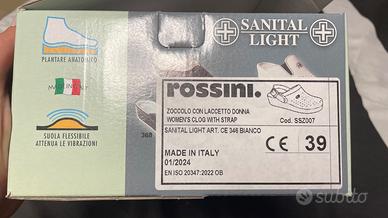 SANITAL
LIGHT
PLANTARE ANATOMICO
MADE IN ITALY
SUOLA FLESSIBILE
ATTENUA LE VIBRAZIONI
368
rossini.
ZOCCOLO CON LACCETTO DONNA
WOMEN'S CLOG WITH STRAP
Cod. SSZ007
SANITAL LIGHT ART. CE 346 BIANCO
MADE IN ITALY
01/2024
EN ISO 20347:2022 OB
CE 39
subito